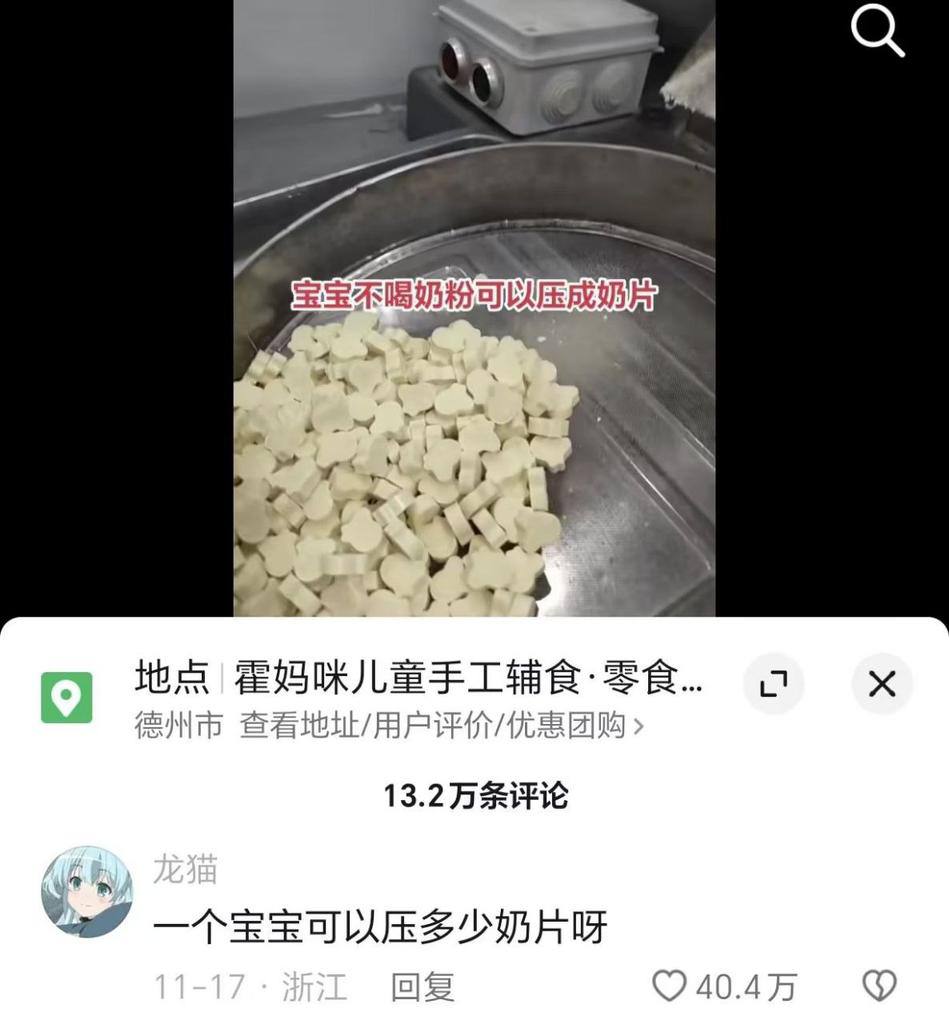 宝宝不喝奶粉可以压成奶片
地点 | 霍妈咪儿童手工辅食·零食...
德州市 查看地址/用户评价/优惠团购>
13.2万条评论
龙猫
一个宝宝可以压多少奶片呀
11-17 · 浙江 回复 40.4万